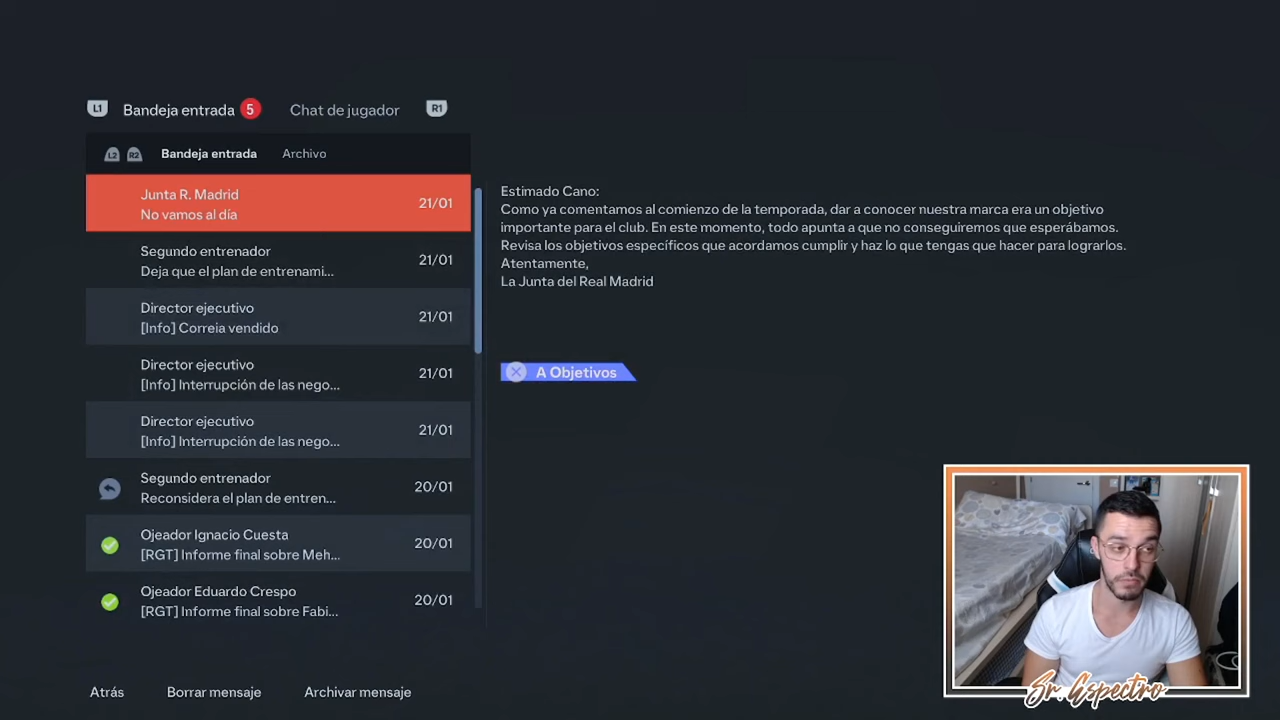 L1 Bandeja entrada 5 Chat de jugador R1
L2 R2 Bandeja entrada Archivo
Junta R. Madrid
No vamos al día
21/01
Segundo entrenador
Deja que el plan de entrenami...
21/01
Director ejecutivo
[Info] Correia vendido
21/01
Director ejecutivo
[Info] Interrupción de las nego...
21/01
Director ejecutivo
[Info] Interrupción de las nego...
21/01
Segundo entrenador
Reconsidera el plan de entren...
20/01
Ojeador Ignacio Cuesta
[RGT] Informe final sobre Meh...
20/01
Ojeador Eduardo Crespo
[RGT] Informe final sobre Fabi...
20/01
Estimado Cano:
Como ya comentamos al comienzo de la temporada, dar a conocer nuestra marca era un objetivo
importante para el club. En este momento, todo apunta a que no conseguiremos que esperábamos.
Revisa los objetivos específicos que acordamos cumplir y haz lo que tengas que hacer para lograrlos.
Atentamente,
La Junta del Real Madrid
A Objetivos
Atrás Borrar mensaje Archivar mensaje
Sr. Aspectro